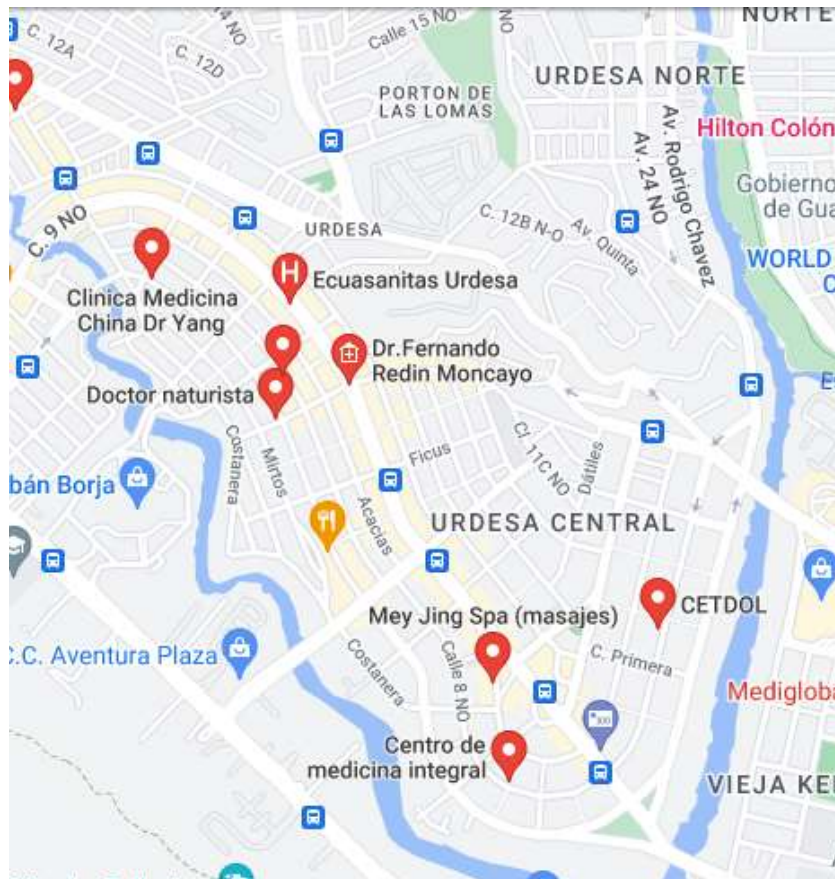 NORTE
C. 12A
14 NO
Calle 15 NO
C. 12D
PORTON DE
LAS LOMAS
URDESA NORTE
Hilton Colón
Av. Rodrigo Chavez
Av. 24 NO
Gobierno
de Gua
C. 9 NO
C. 12B N-O
Av. Quinta
URDESA
WORLD
C
Ecuasanitas Urdesa
Clinica Medicina
China Dr Yang
Dr.Fernando
Redin Moncayo
Doctor naturista
E
Costanera
Mirtos
Ficus
Cl 11C NO
Dátiles
bán Borja
Acacias
URDESA CENTRAL
CETDOL
Mey Jing Spa (masajes)
C.C. Aventura Plaza
Costanera
Calle 8 NO
C. Primera
Mediglob
Centro de
medicina integral
VIEJA KE